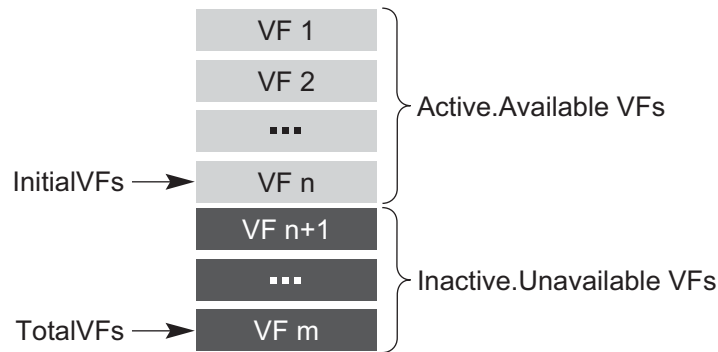 VF 1
VF 2
...
Active.Available VFs
InitialVFs
VF n
VF n+1
...
Inactive.Unavailable VFs
TotalVFs
VF m